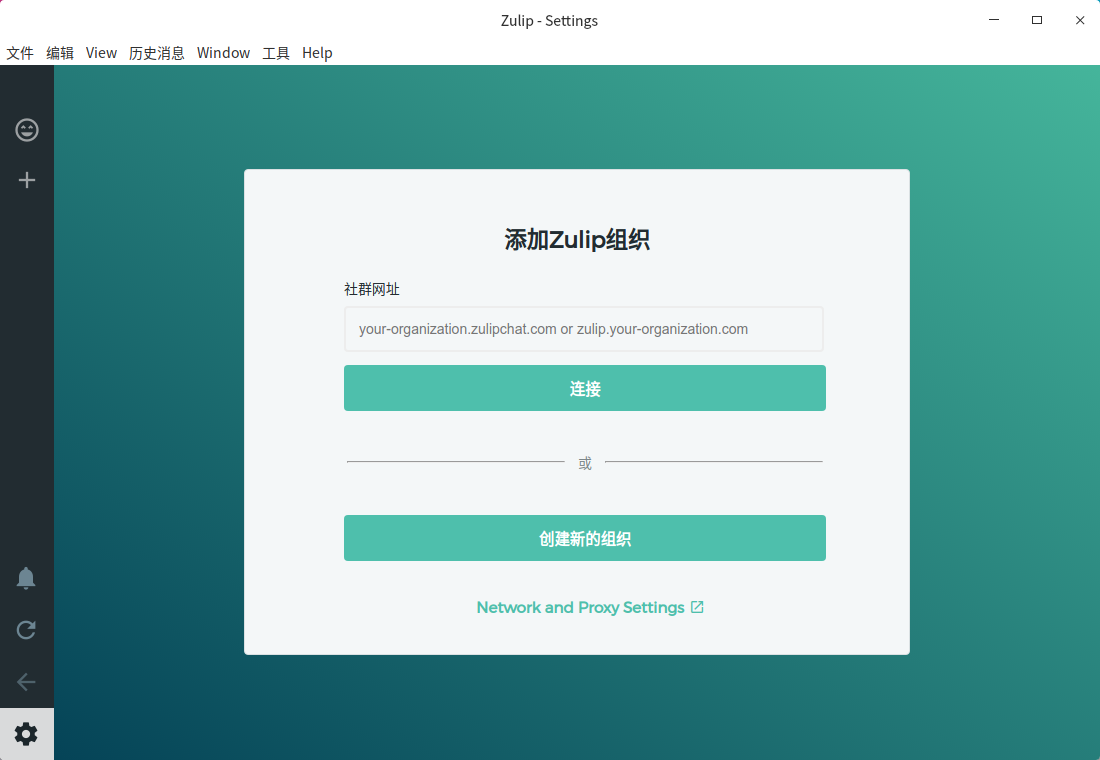 Zulip - Settings
文件 编辑 View 历史消息 Window 工具 Help
添加Zulip组织
社群网址
your-organization.zulipchat.com or zulip.your-organization.com
连接
或
创建新的组织
Network and Proxy Settings